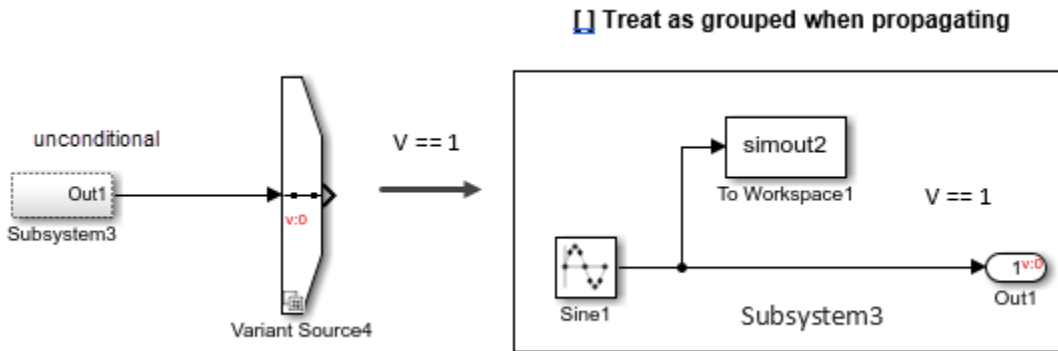 [ ] Treat as grouped when propagating
unconditional
V == 1
Out1
Subsystem3
v:0
Variant Source4
simout2
To Workspace1
V == 1
Sine1
1
v:0
Out1
Subsystem3